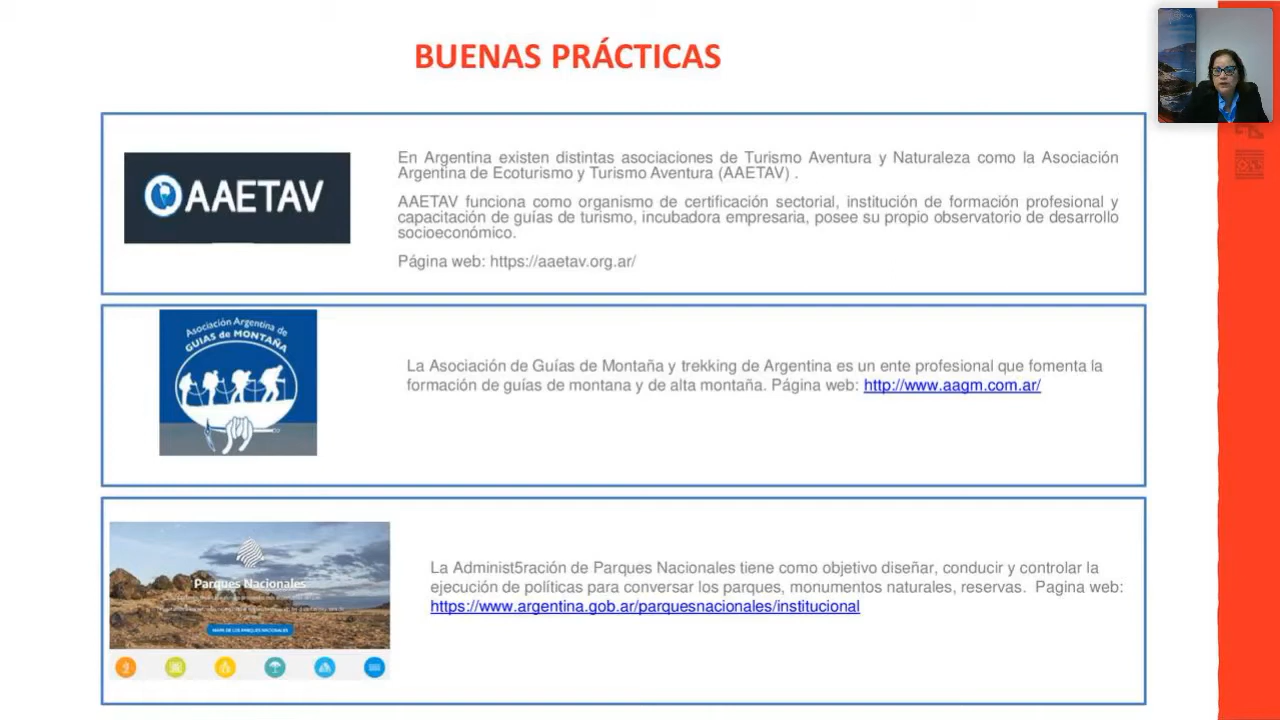 BUENAS PRÁCTICAS
AAETAV
En Argentina existen distintas asociaciones de Turismo Aventura y Naturaleza como la Asociación
Argentina de Ecoturismo y Turismo Aventura (AAETAV) .
AAETAV funciona como organismo de certificación sectorial, institución de formación profesional y
capacitación de guías de turismo, incubadora empresaria, posee su propio observatorio de desarrollo
socioeconómico.
Página web: https://aaetav.org.ar/
Asociación Argentina de
GUIAS de MONTAÑA
La Asociación de Guías de Montaña y trekking de Argentina es un ente profesional que fomenta la
formación de guías de montana y de alta montaña. Página web: http://www.aagm.com.ar/
Parques Nacionales
MAPA DE LOS PARQUES NACIONALES
La Administ5ración de Parques Nacionales tiene como objetivo diseñar, conducir y controlar la
ejecución de políticas para conversar los parques, monumentos naturales, reservas. Pagina web:
https://www.argentina.gob.ar/parquesnacionales/institucional